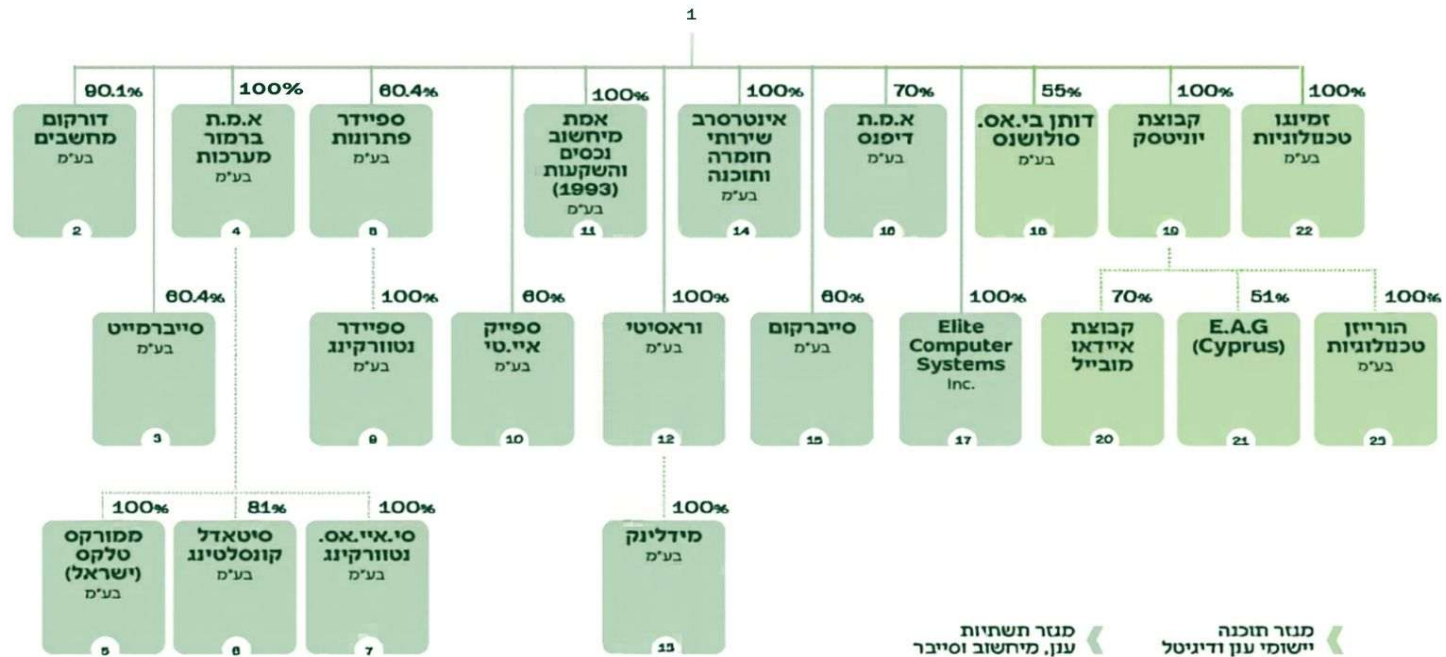 1
90.1%
דורקום
מחשבים
בע"מ
2
100%
א.מ.ת
ברמור
מערכות
בע"מ
4
60.4%
ספיידר
פתרונות
בע"מ
8
100%
אמת
מיחשוב
נכסים
והשקעות
(1993)
בע"מ
11
100%
אינטרסרב
שירותי
חומרה
ותוכנה
בע"מ
14
70%
א.מ.ת
דיפנס
בע"מ
16
55%
דותן בי.אס.
סולושנס
בע"מ
18
100%
קבוצת
יוניטסק
19
100%
זמינגו
טכנולוגיות
בע"מ
22
60.4%
סייברמייט
בע"מ
3
100%
ספיידר
נטוורקינג
בע"מ
9
60%
ספייק
איי.טי
בע"מ
10
100%
וראסיטי
בע"מ
12
60%
סייברקום
בע"מ
15
100%
Elite
Computer
Systems
Inc.
17
70%
קבוצת
איידאו
מובייל
20
51%
E.A.G
(Cyprus)
21
100%
הורייזן
טכנולוגיות
בע"מ
23
100%
ממורקס
טלקס
(ישראל)
בע"מ
5
81%
סיטאדל
קונסלטינג
בע"מ
6
100%
סי.איי.אס.
נטוורקינג
בע"מ
7
100%
מידלינק
בע"מ
13
מגזר תוכנה
יישומי ענן ודיגיטל
מגזר תשתיות
ענן, מיחשוב וסייבר